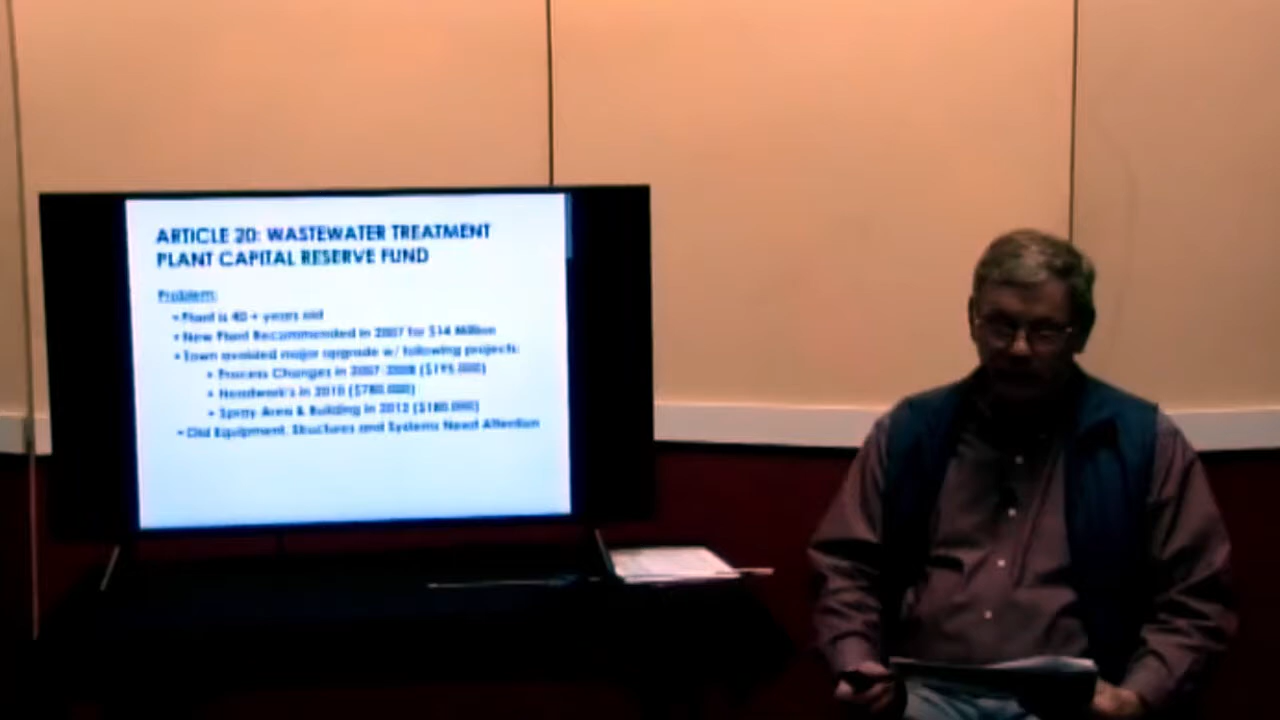 ARTICLE 20: WASTEWATER TREATMENT
PLANT CAPITAL RESERVE FUND
Problem:
• Plant is 40 + years old
• New Plant Recommended in 2007 for $14 Million
• Town avoided major upgrade w/ following projects:
• Process Changes in 2007-2008 ($195,000)
• Headwork's in 2010 ($780,000)
• Spray Area & Building in 2012 ($180,000)
• Old Equipment, Structures and Systems Need Attention